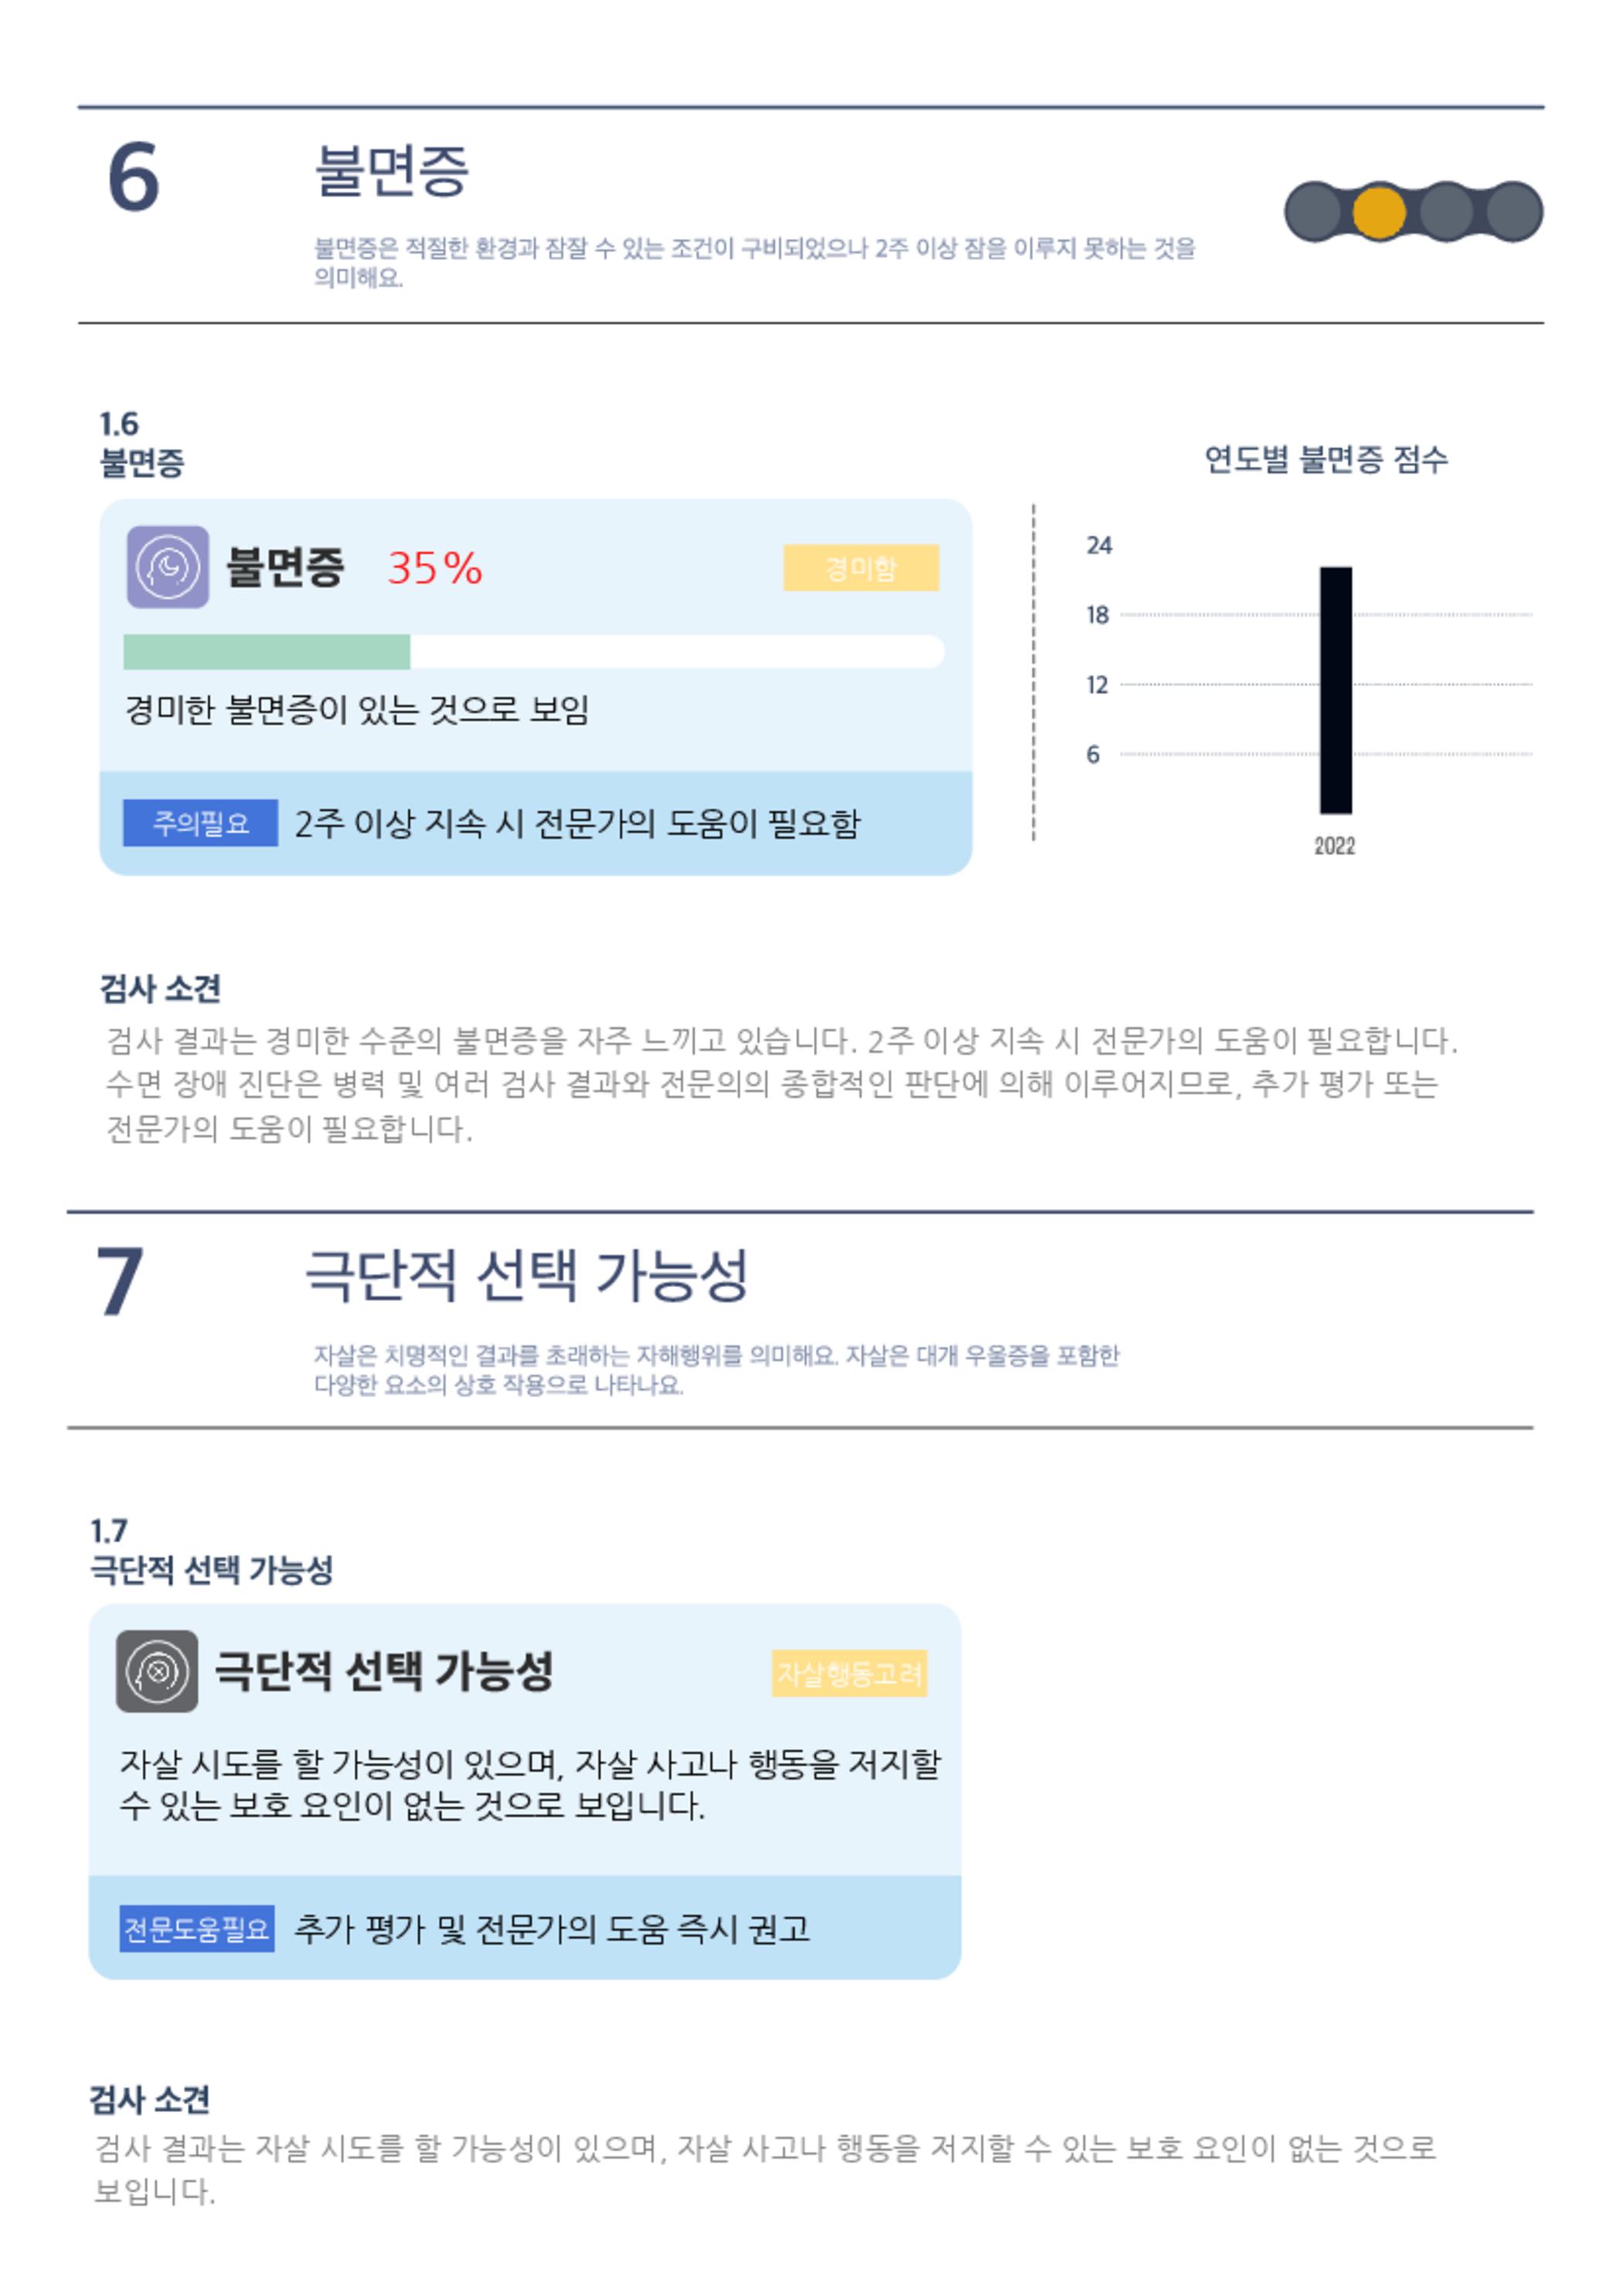 6
불면증
불면증은 적절한 환경과 잠잘 수 있는 조건이 구비되었으나 2주 이상 잠을 이루지 못하는 것을
의미해요.
1.6
불면증
불면증 35%
경미함
경미한 불면증이 있는 것으로 보임
주의필요 2주 이상 지속 시 전문가의 도움이 필요함
연도별 불면증 점수
24
18
12
6
2022
검사 소견
검사 결과는 경미한 수준의 불면증을 자주 느끼고 있습니다. 2주 이상 지속 시 전문가의 도움이 필요합니다.
수면 장애 진단은 병력 및 여러 검사 결과와 전문의의 종합적인 판단에 의해 이루어지므로, 추가 평가 또는
전문가의 도움이 필요합니다.
7
극단적 선택 가능성
자살은 치명적인 결과를 초래하는 자해행위를 의미해요. 자살은 대개 우울증을 포함한
다양한 요소의 상호 작용으로 나타나요.
1.7
극단적 선택 가능성
극단적 선택 가능성
자살행동고려
자살 시도를 할 가능성이 있으며, 자살 사고나 행동을 저지할
수 있는 보호 요인이 없는 것으로 보입니다.
전문도움필요 추가 평가 및 전문가의 도움 즉시 권고
검사 소견
검사 결과는 자살 시도를 할 가능성이 있으며, 자살 사고나 행동을 저지할 수 있는 보호 요인이 없는 것으로
보입니다.